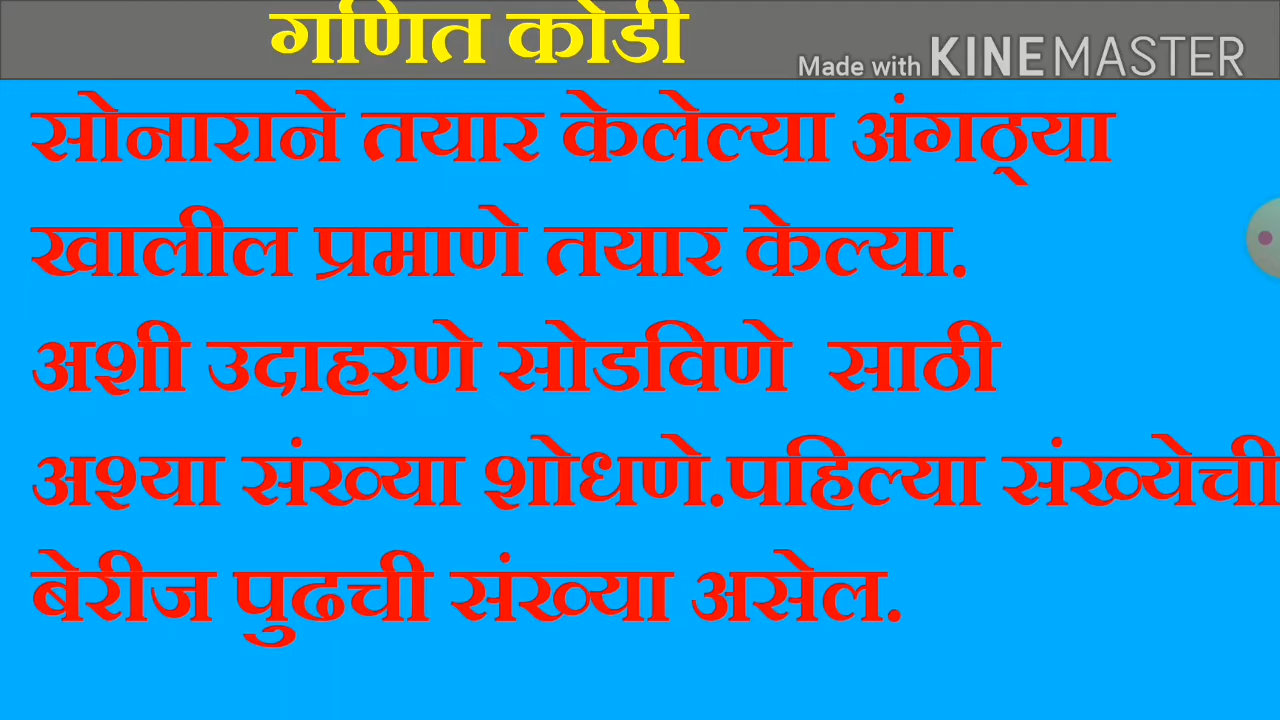 गणित कोडी
Made with KINEMASTER
सोनाराने तयार केलेल्या अंगठ्या
खालील प्रमाणे तयार केल्या.
अशी उदाहरणे सोडविणे साठी
अश्या संख्या शोधणे.पहिल्या संख्येची
बेरीज पुढची संख्या असेल.